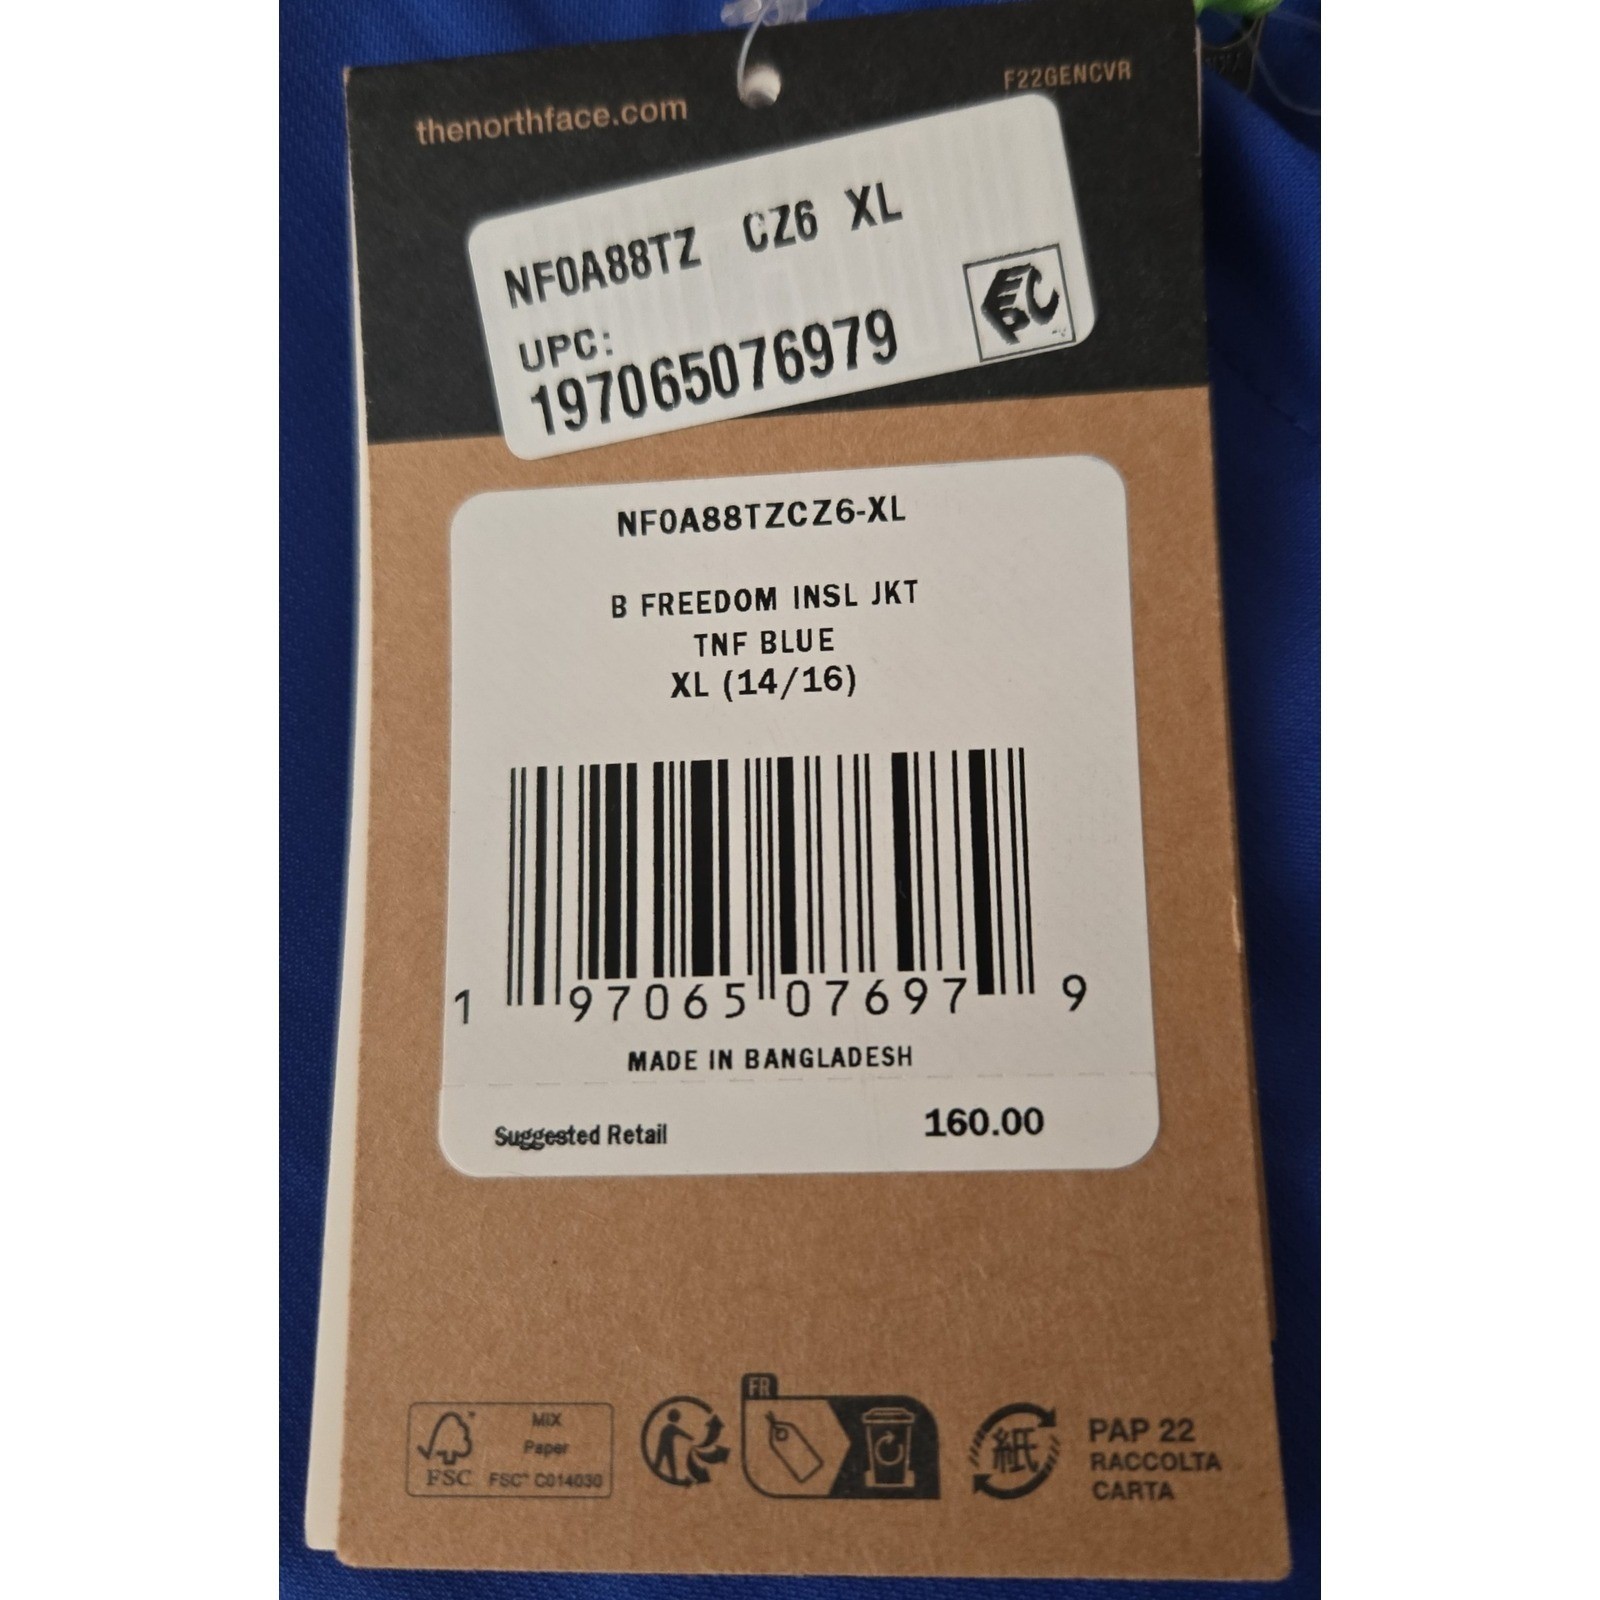 thenorthface.com
F22GENCVR
NF0A88TZ CZ6 XL
UPC:
197065076979
NF0A88TZCZ6-XL
B FREEDOM INSL JKT
TNF BLUE
XL (14/16)
1 97065 07697 9
MADE IN BANGLADESH
Suggested Retail 160.00
FR
MIX
Paper
FSC
FSC® C014030
紙
PAP 22
RACCOLTA
CARTA